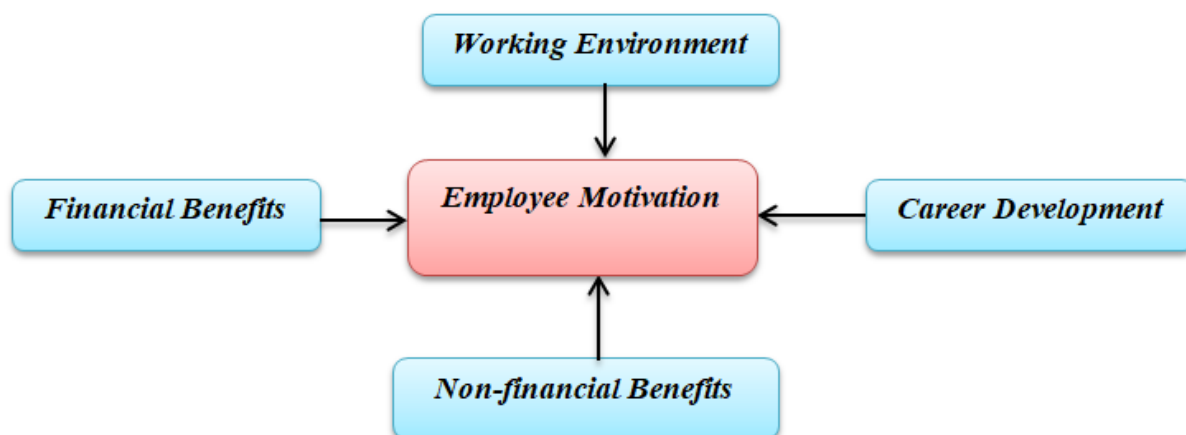 Working Environment
Financial Benefits
Employee Motivation
Career Development
Non-financial Benefits